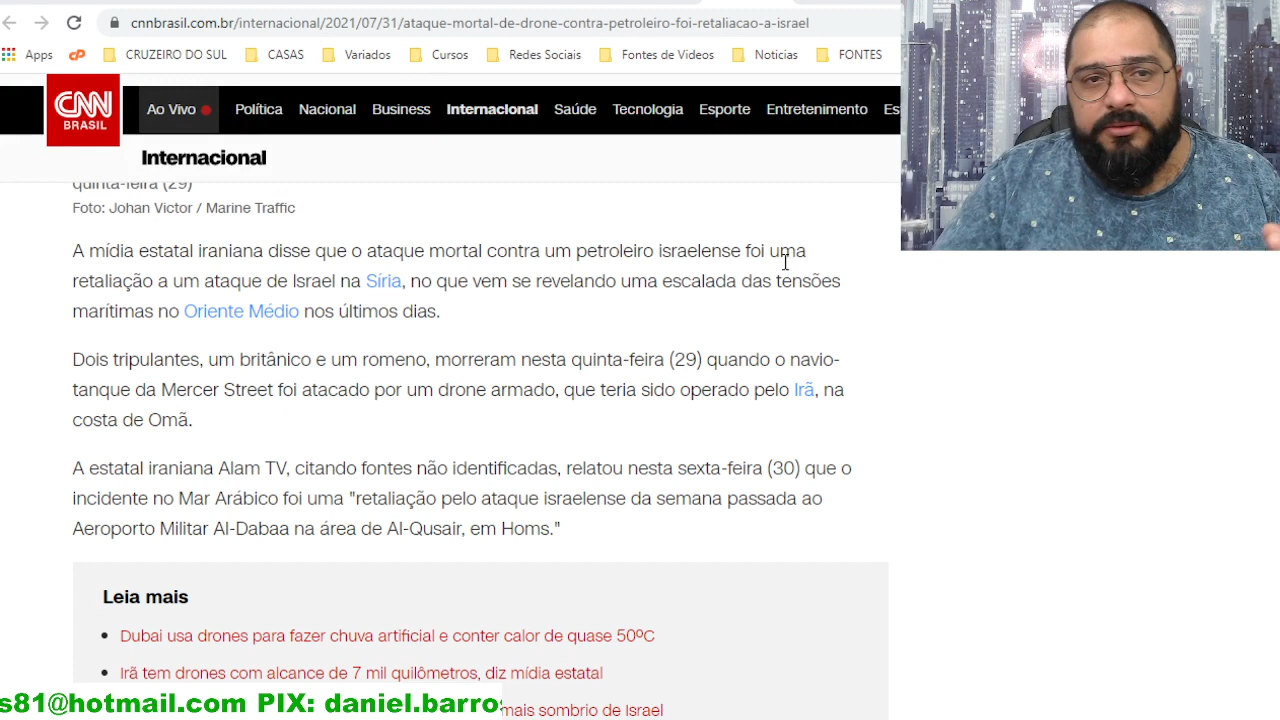 cnnbrasil.com.br/internacional/2021/07/31/ataque-mortal-de-drone-contra-petroleiro-foi-retaliacao-a-israel
Apps CRUZEIRO DO SUL CASAS Variados Cursos Redes Sociais Fontes de Videos Noticias FONTES
CNN BRASIL
Ao Vivo Política Nacional Business Internacional Saúde Tecnologia Esporte Entretenimento Es
Internacional
quinta-feira (29)
Foto: Johan Victor / Marine Traffic
A mídia estatal iraniana disse que o ataque mortal contra um petroleiro israelense foi uma
retaliação a um ataque de Israel na Síria, no que vem se revelando uma escalada das tensões
marítimas no Oriente Médio nos últimos dias.
Dois tripulantes, um britânico e um romeno, morreram nesta quinta-feira (29) quando o navio-
tanque da Mercer Street foi atacado por um drone armado, que teria sido operado pelo Irã, na
costa de Omã.
A estatal iraniana Alam TV, citando fontes não identificadas, relatou nesta sexta-feira (30) que o
incidente no Mar Arábico foi uma "retaliação pelo ataque israelense da semana passada ao
Aeroporto Militar Al-Dabaa na área de Al-Qusair, em Homs."
Leia mais
Dubai usa drones para fazer chuva artificial e conter calor de quase 50ºC
Irã tem drones com alcance de 7 mil quilômetros, diz mídia estatal
mais sombrio de Israel
s81@hotmail.com PIX: daniel.barros